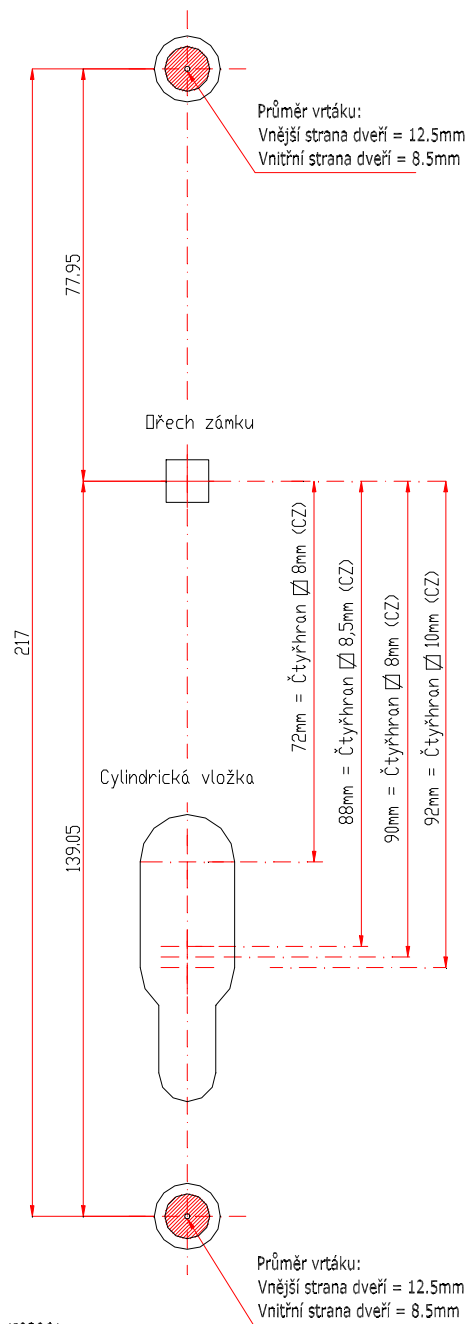 Průměr vrtáku:
Vnější strana dveří = 12.5mm
Vnitřní strana dveří = 8.5mm
77.95
Ořech zámku
217
72mm = Čtyřhran 8mm (CZ)
88mm = Čtyřhran 8,5mm (CZ)
90mm = Čtyřhran 8mm (CZ)
92mm = Čtyřhran 10mm (CZ)
Cylindrická vložka
139.05
Průměr vrtáku:
Vnější strana dveří = 12.5mm
Vnitřní strana dveří = 8.5mm